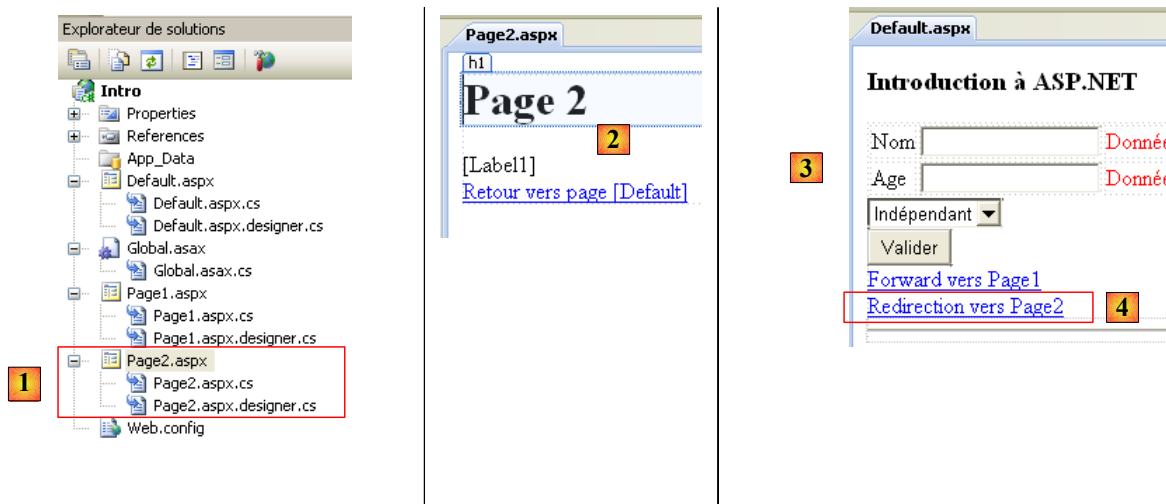 Explorateur de solutions
Intro
Properties
References
App_Data
Default.aspx
Default.aspx.cs
Default.aspx.designer.cs
Global.asax
Global.asax.cs
Page1.aspx
Page1.aspx.cs
Page1.aspx.designer.cs
1
Page2.aspx
Page2.aspx.cs
Page2.aspx.designer.cs
Web.config
Page2.aspx
h1
Page 2
2
[Label1]
Retour vers page [Default]
Default.aspx
Introduction à ASP.NET
3
Nom Donnée
Age Donnée
Indépendant
Valider
Forward vers Page1
Redirection vers Page2
4